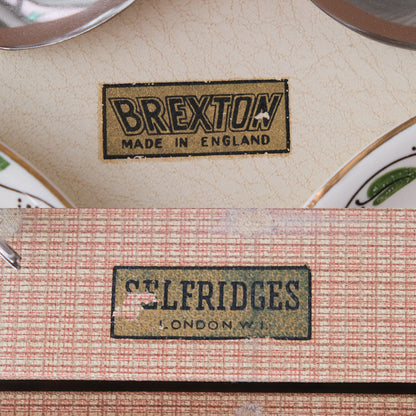 BREXTON
MADE IN ENGLAND
SELFRIDGES
LONDON W.1.